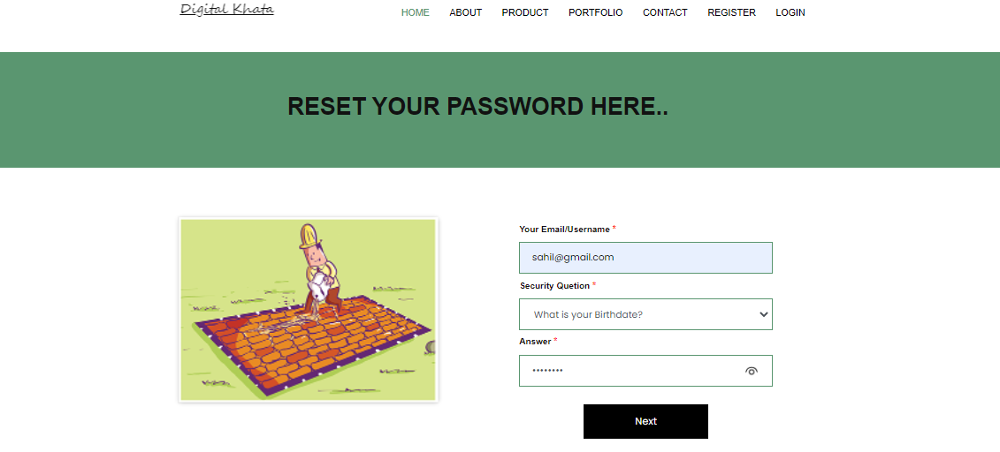 Digital Khata
HOME ABOUT PRODUCT PORTFOLIO CONTACT REGISTER LOGIN
RESET YOUR PASSWORD HERE..
Your Email/Username *
sahil@gmail.com
Security Quetion *
What is your Birthdate?
Answer *
••••••••
Next